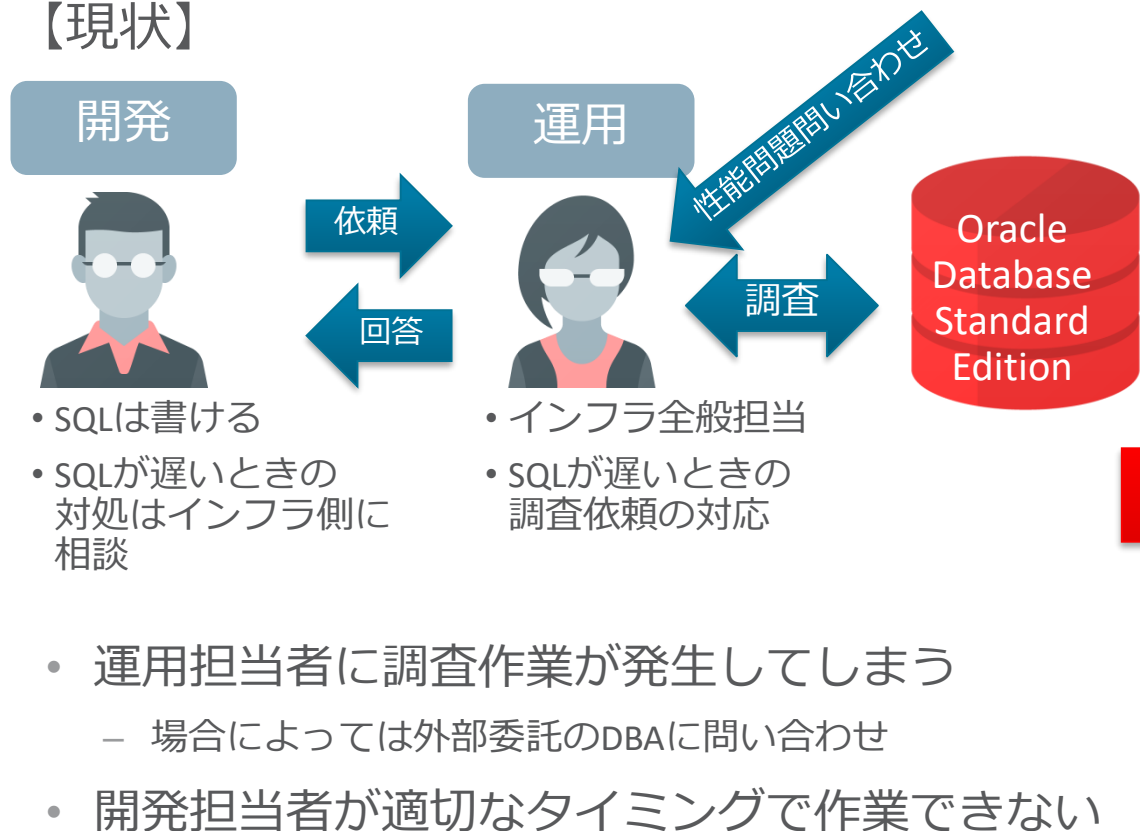 【現状】
開発
運用
性能問題問い合わせ
依頼
回答
調査
Oracle
Database
Standard
Edition
• SQLは書ける
• SQLが遅いときの
対処はインフラ側に
相談
• インフラ全般担当
• SQLが遅いときの
調査依頼の対応
• 運用担当者に調査作業が発生してしまう
– 場合によっては外部委託のDBAに問い合わせ
• 開発担当者が適切なタイミングで作業できない